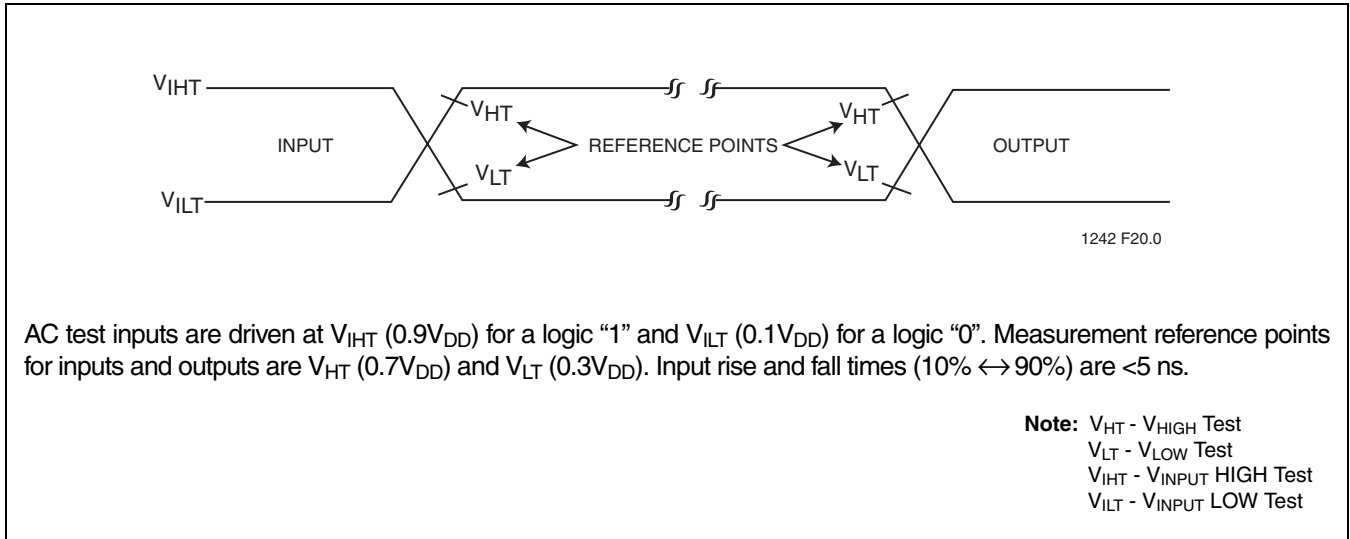 VIHT
VHT
VHT
INPUT
REFERENCE POINTS
OUTPUT
VLT
VLT
VILT
1242 F20.0
AC test inputs are driven at VIHT (0.9VDD) for a logic “1” and VILT (0.1VDD) for a logic “0”. Measurement reference points
for inputs and outputs are VHT (0.7VDD) and VLT (0.3VDD). Input rise and fall times (10% ↔ 90%) are <5 ns.
Note: VHT - VHIGH Test
VLT - VLOW Test
VIHT - VINPUT HIGH Test
VILT - VINPUT LOW Test